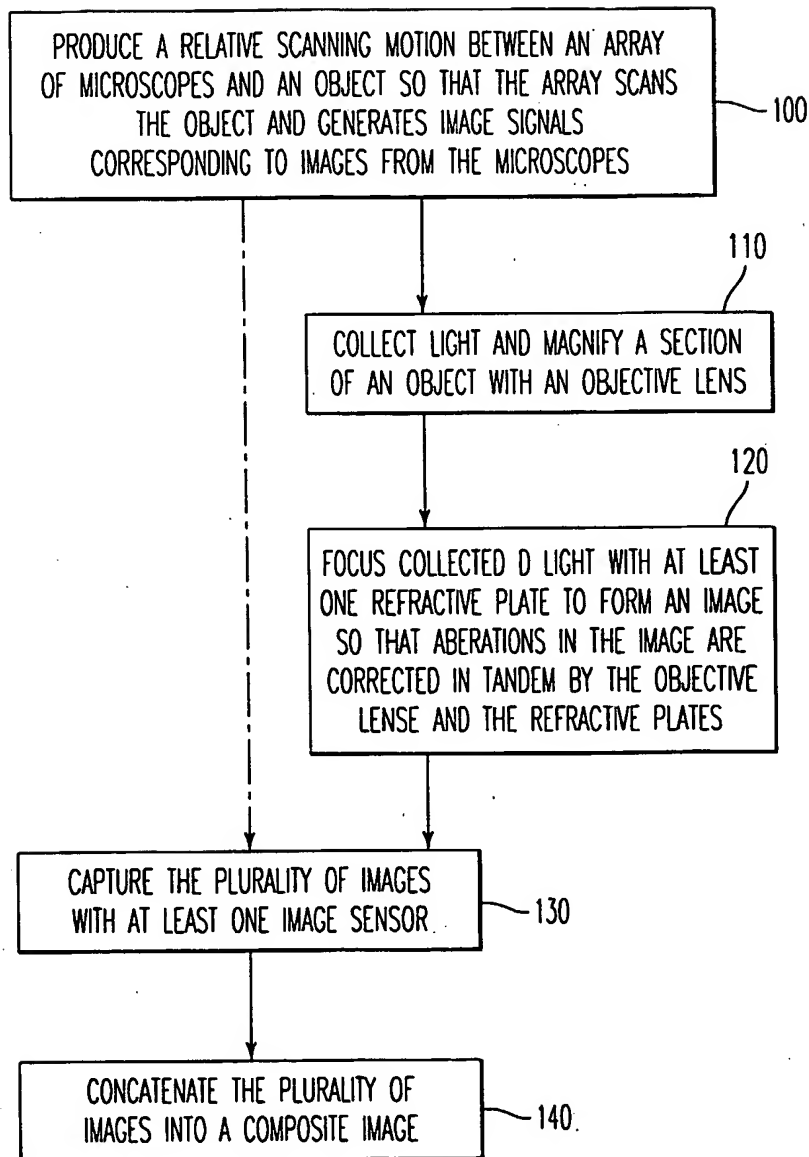 PRODUCE A RELATIVE SCANNING MOTION BETWEEN AN ARRAY
OF MICROSCOPES AND AN OBJECT SO THAT THE ARRAY SCANS
THE OBJECT AND GENERATES IMAGE SIGNALS
CORRESPONDING TO IMAGES FROM THE MICROSCOPES
100
110
COLLECT LIGHT AND MAGNIFY A SECTION
OF AN OBJECT WITH AN OBJECTIVE LENS
120
FOCUS COLLECTED D LIGHT WITH AT LEAST
ONE REFRACTIVE PLATE TO FORM AN IMAGE
SO THAT ABERATIONS IN THE IMAGE ARE
CORRECTED IN TANDEM BY THE OBJECTIVE
LENSE AND THE REFRACTIVE PLATES
CAPTURE THE PLURALITY OF IMAGES
WITH AT LEAST ONE IMAGE SENSOR
130
CONCATENATE THE PLURALITY OF
IMAGES INTO A COMPOSITE IMAGE
140